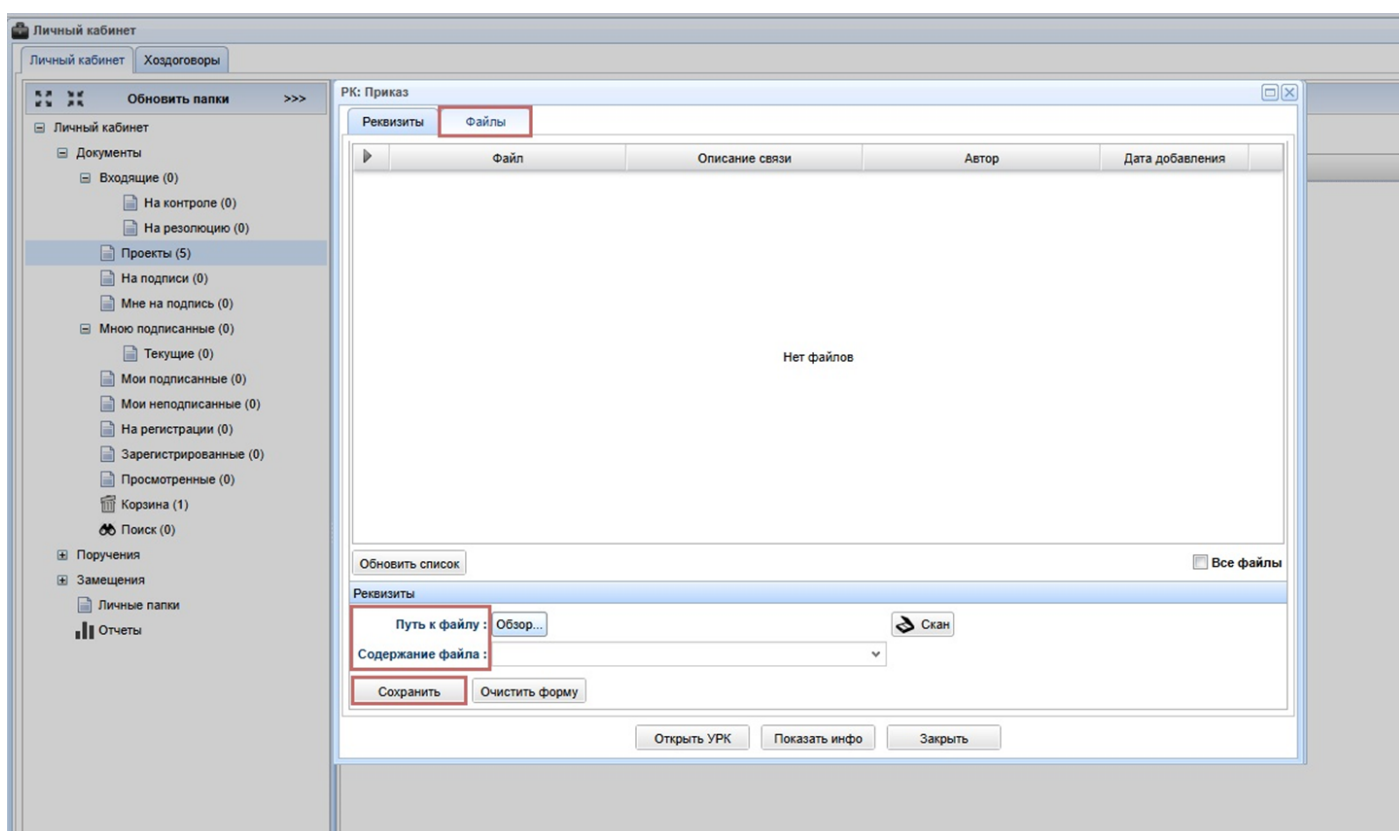 Личный кабинет
Личный кабинет Хоздоговоры
Обновить папки >>>
Личный кабинет
Документы
Входящие (0)
На контроле (0)
На резолюцию (0)
Проекты (5)
На подписи (0)
Мне на подпись (0)
Мною подписанные (0)
Текущие (0)
Мои подписанные (0)
Мои неподписанные (0)
На регистрации (0)
Зарегистрированные (0)
Просмотренные (0)
Корзина (1)
Поиск (0)
Поручения
Замещения
Личные папки
Отчеты
РК: Приказ
Реквизиты Файлы
Файл Описание связи Автор Дата добавления
Нет файлов
Обновить список Все файлы
Реквизиты
Путь к файлу : Обзор... Скан
Содержание файла :
Сохранить Очистить форму
Открыть УРК Показать инфо Закрыть